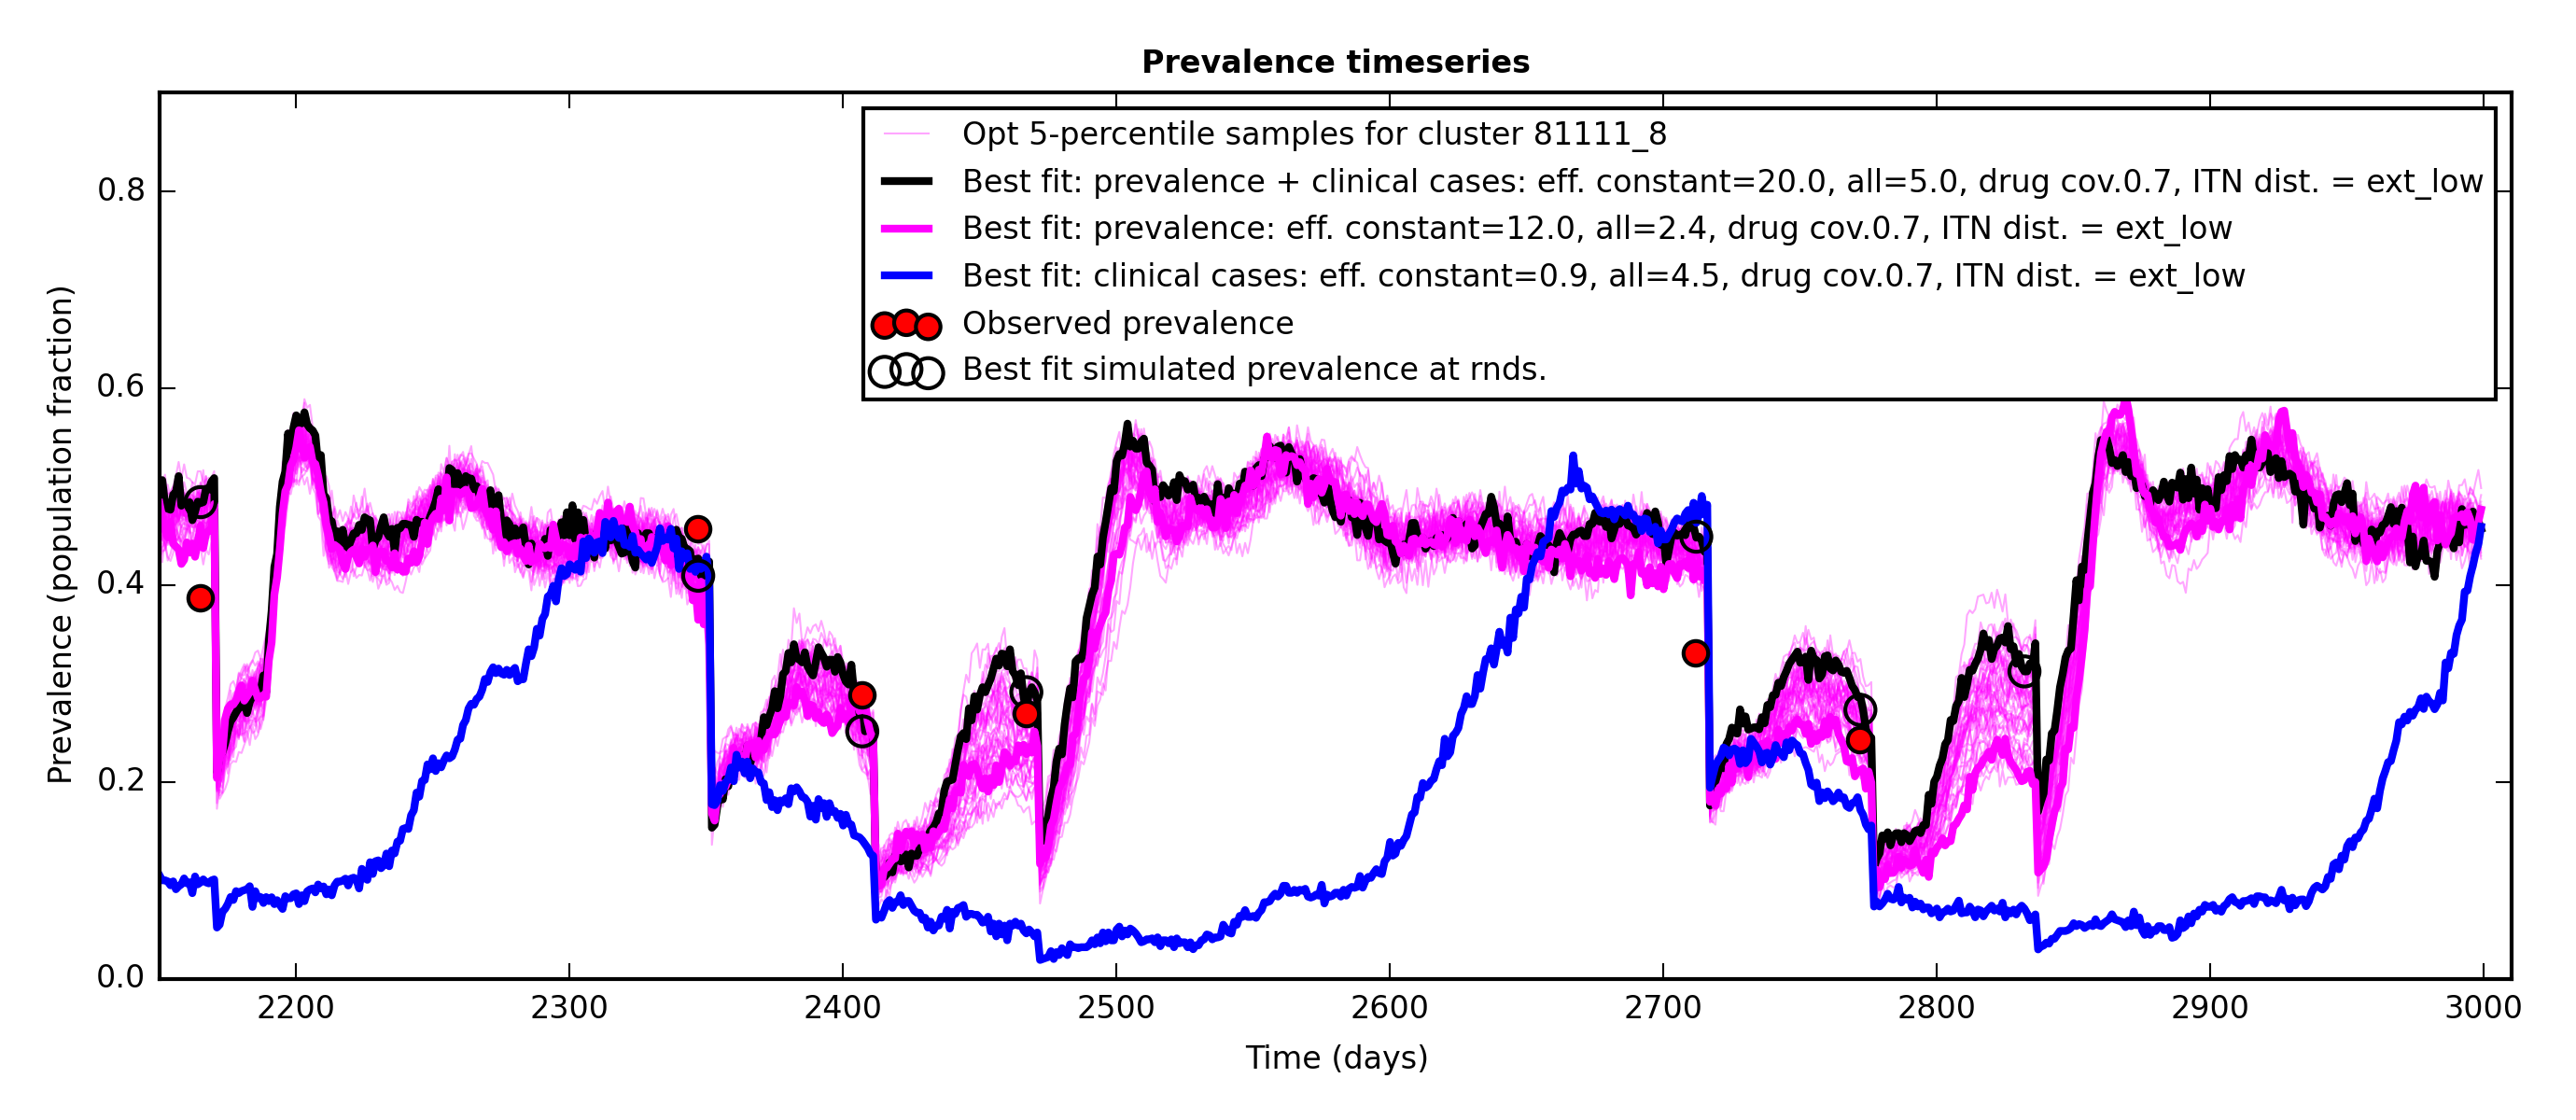 Prevalence timeseries
Opt 5-percentile samples for cluster 81111_8
Best fit: prevalence + clinical cases: eff. constant=20.0, all=5.0, drug cov.0.7, ITN dist. = ext_low
Best fit: prevalence: eff. constant=12.0, all=2.4, drug cov.0.7, ITN dist. = ext_low
Best fit: clinical cases: eff. constant=0.9, all=4.5, drug cov.0.7, ITN dist. = ext_low
Observed prevalence
Best fit simulated prevalence at rnds.
Prevalence (population fraction)
0.8
0.6
0.4
0.2
0.0
2200 2300 2400 2500 2600 2700 2800 2900 3000
Time (days)